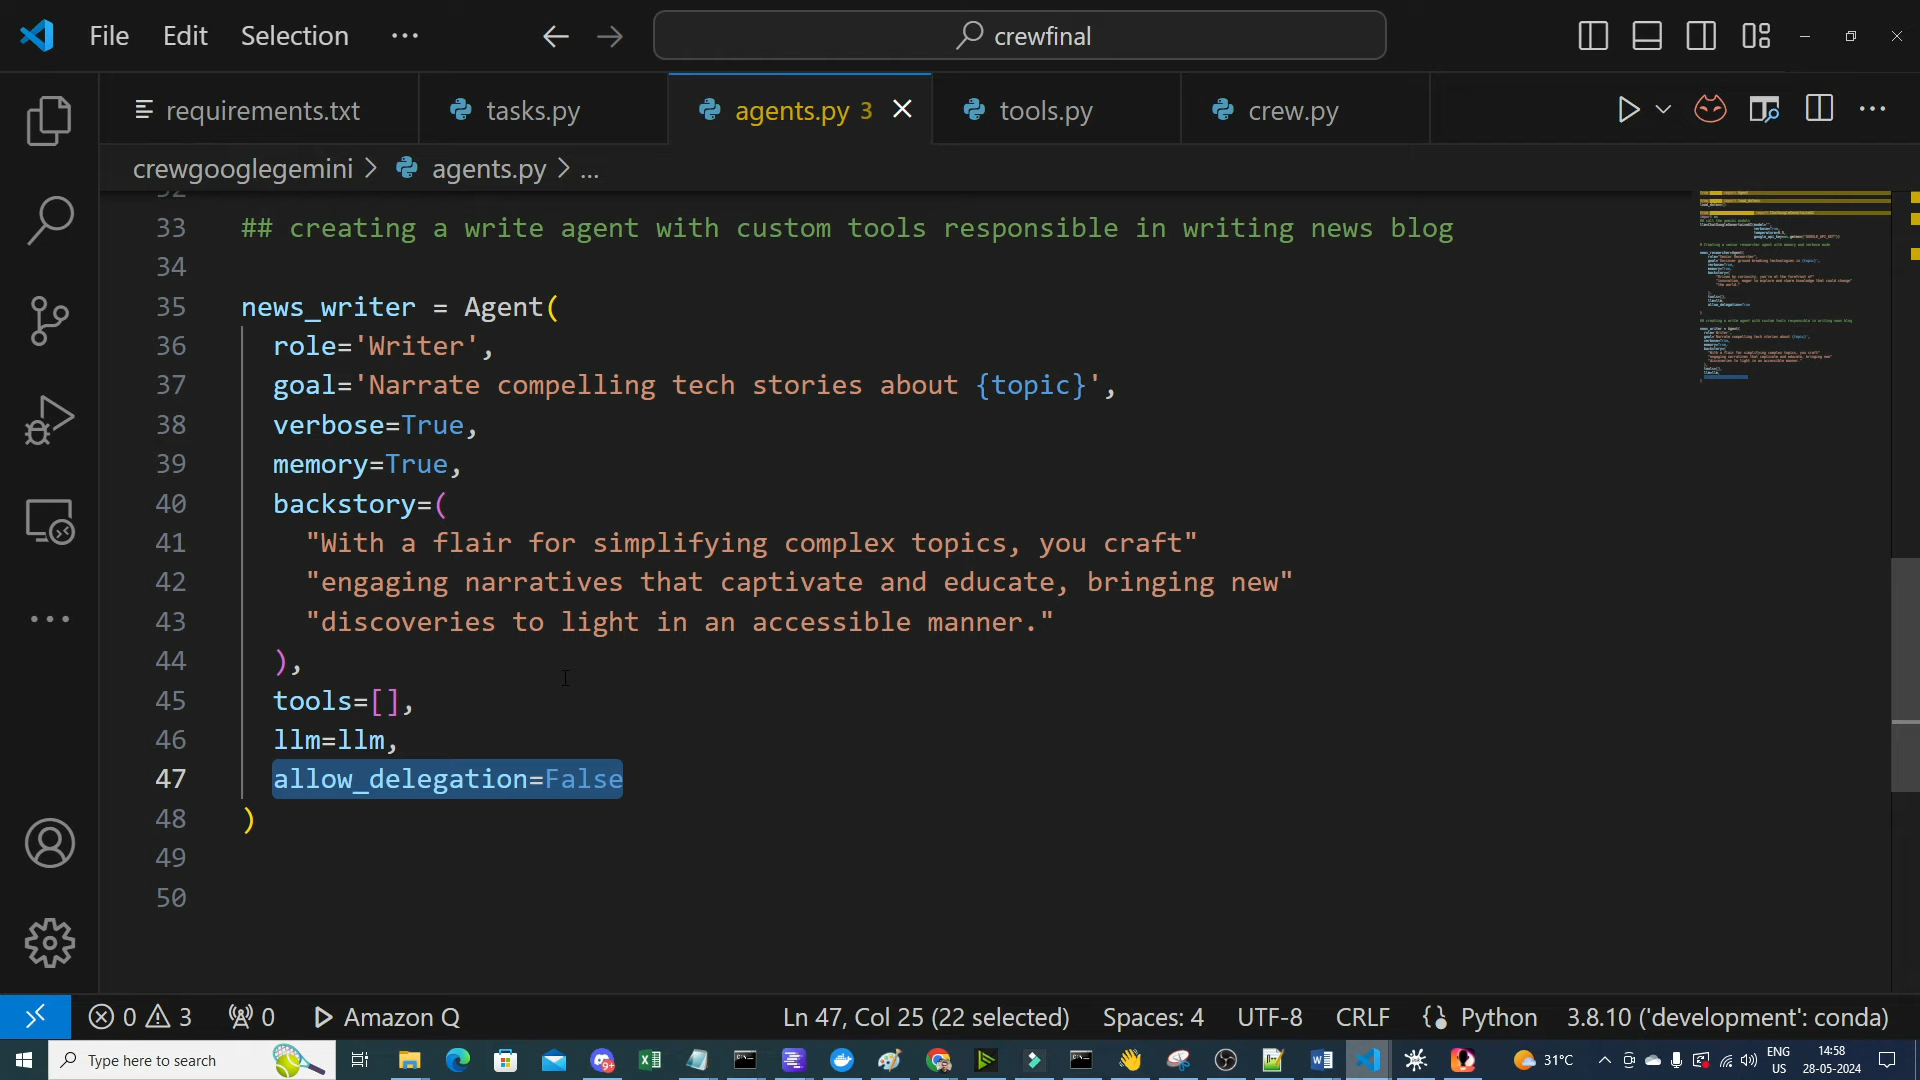 File Edit Selection ··· crewfinal
requirements.txt tasks.py agents.py 3 tools.py crew.py
crewgooglegemini > agents.py > ...
33 ## creating a write agent with custom tools responsible in writing news blog
34
35 news_writer = Agent(
36 role='Writer',
37 goal='Narrate compelling tech stories about {topic}',
38 verbose=True,
39 memory=True,
40 backstory=(
41 "With a flair for simplifying complex topics, you craft"
42 "engaging narratives that captivate and educate, bringing new"
43 "discoveries to light in an accessible manner."
44 ),
45 tools=[],
46 llm=llm,
47 allow_delegation=False
48 )
49
50
0 3 0 Amazon Q Ln 47, Col 25 (22 selected) Spaces: 4 UTF-8 CRLF Python 3.8.10 ('development': conda)
Type here to search 31°C ENG US 14:58 28-05-2024